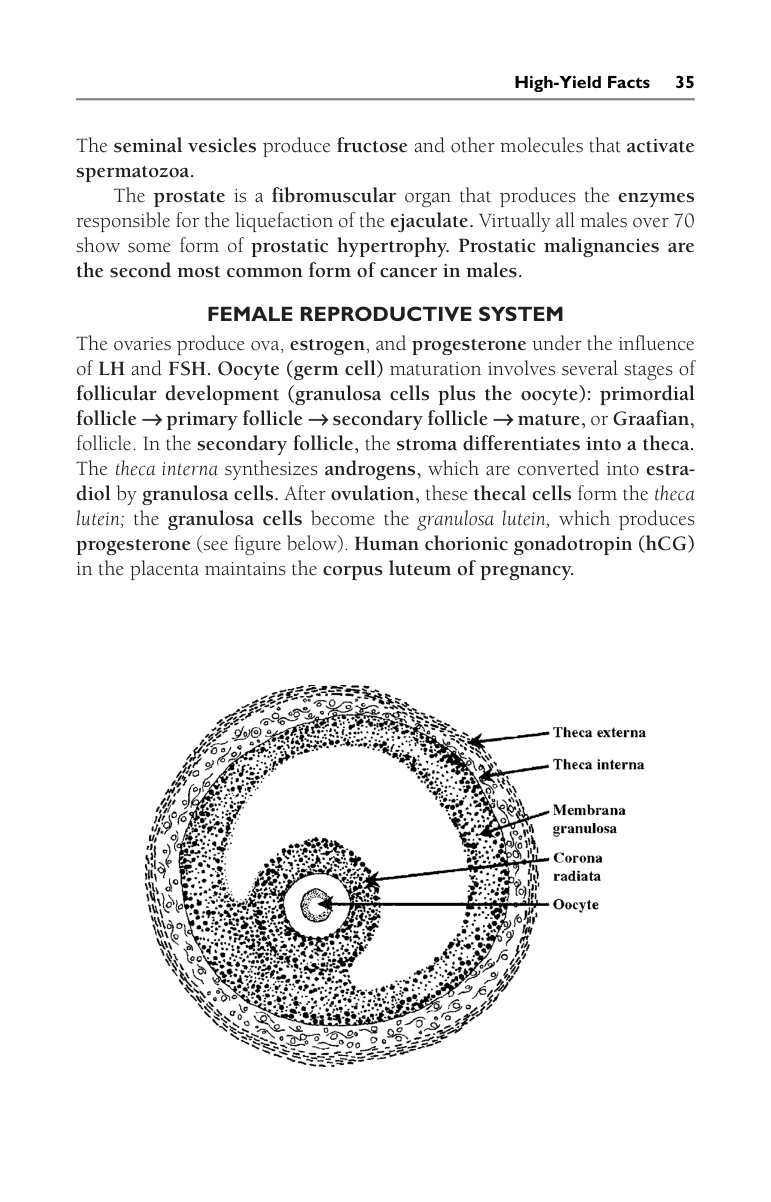 High-Yield Facts 35
The seminal vesicles produce fructose and other molecules that activate
spermatozoa.
The prostate is a fibromuscular organ that produces the enzymes
responsible for the liquefaction of the ejaculate. Virtually all males over 70
show some form of prostatic hypertrophy. Prostatic malignancies are
the second most common form of cancer in males.
FEMALE REPRODUCTIVE SYSTEM
The ovaries produce ova, estrogen, and progesterone under the influence
of LH and FSH. Oocyte (germ cell) maturation involves several stages of
follicular development (granulosa cells plus the oocyte): primordial
follicle → primary follicle → secondary follicle → mature, or Graafian,
follicle. In the secondary follicle, the stroma differentiates into a theca.
The theca interna synthesizes androgens, which are converted into estra-
diol by granulosa cells. After ovulation, these thecal cells form the theca
lutein; the granulosa cells become the granulosa lutein, which produces
progesterone (see figure below). Human chorionic gonadotropin (hCG)
in the placenta maintains the corpus luteum of pregnancy.
Theca externa
Theca interna
Membrana
granulosa
Corona
radiata
Oocyte